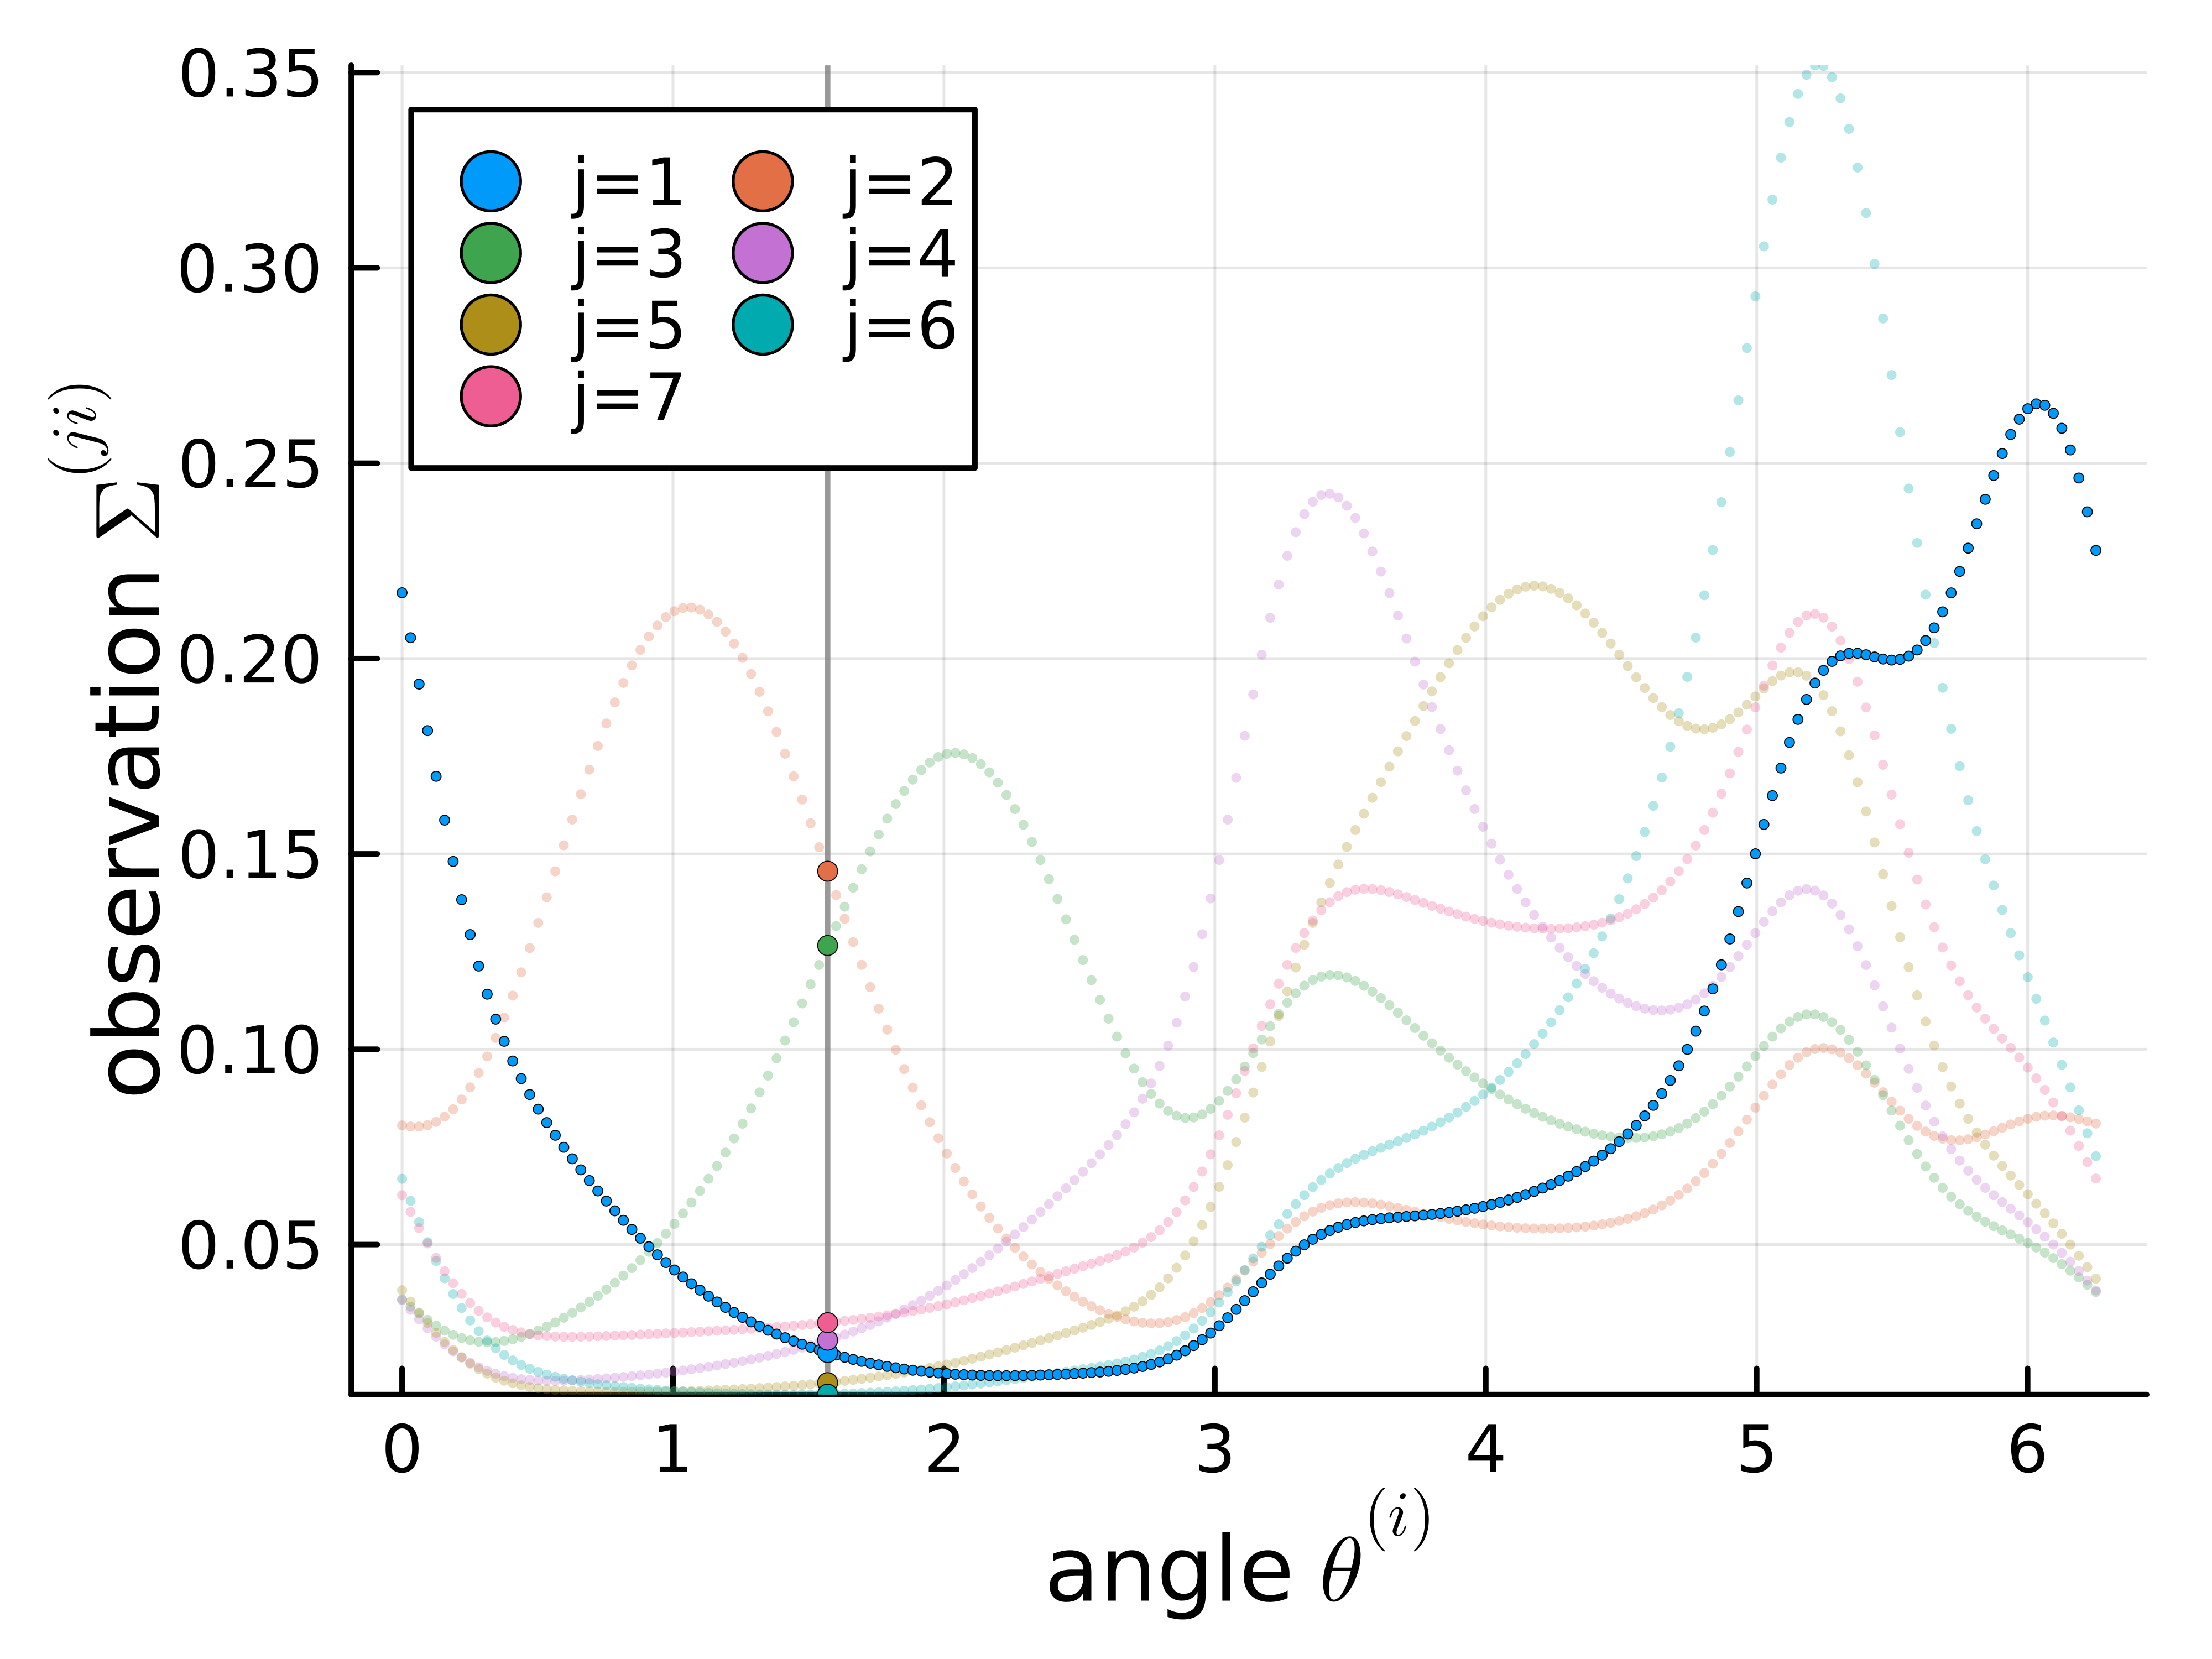 0.35
0.30
0.25
0.20
0.15
0.10
0.05
observation Σ^(ji)
j=1 j=2
j=3 j=4
j=5 j=6
j=7
0 1 2 3 4 5 6
angle θ^(i)